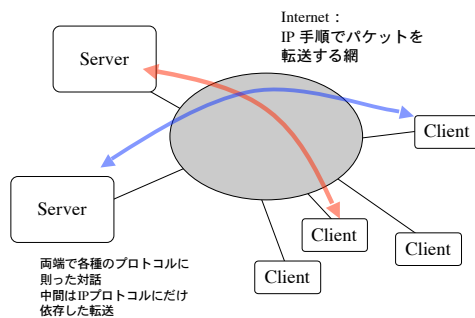 Internet：
IP 手順でパケットを
転送する網
Server
Client
Server
Client
Client
Client
両端で各種のプロトコルに
則った対話
中間はIPプロトコルにだけ
依存した転送